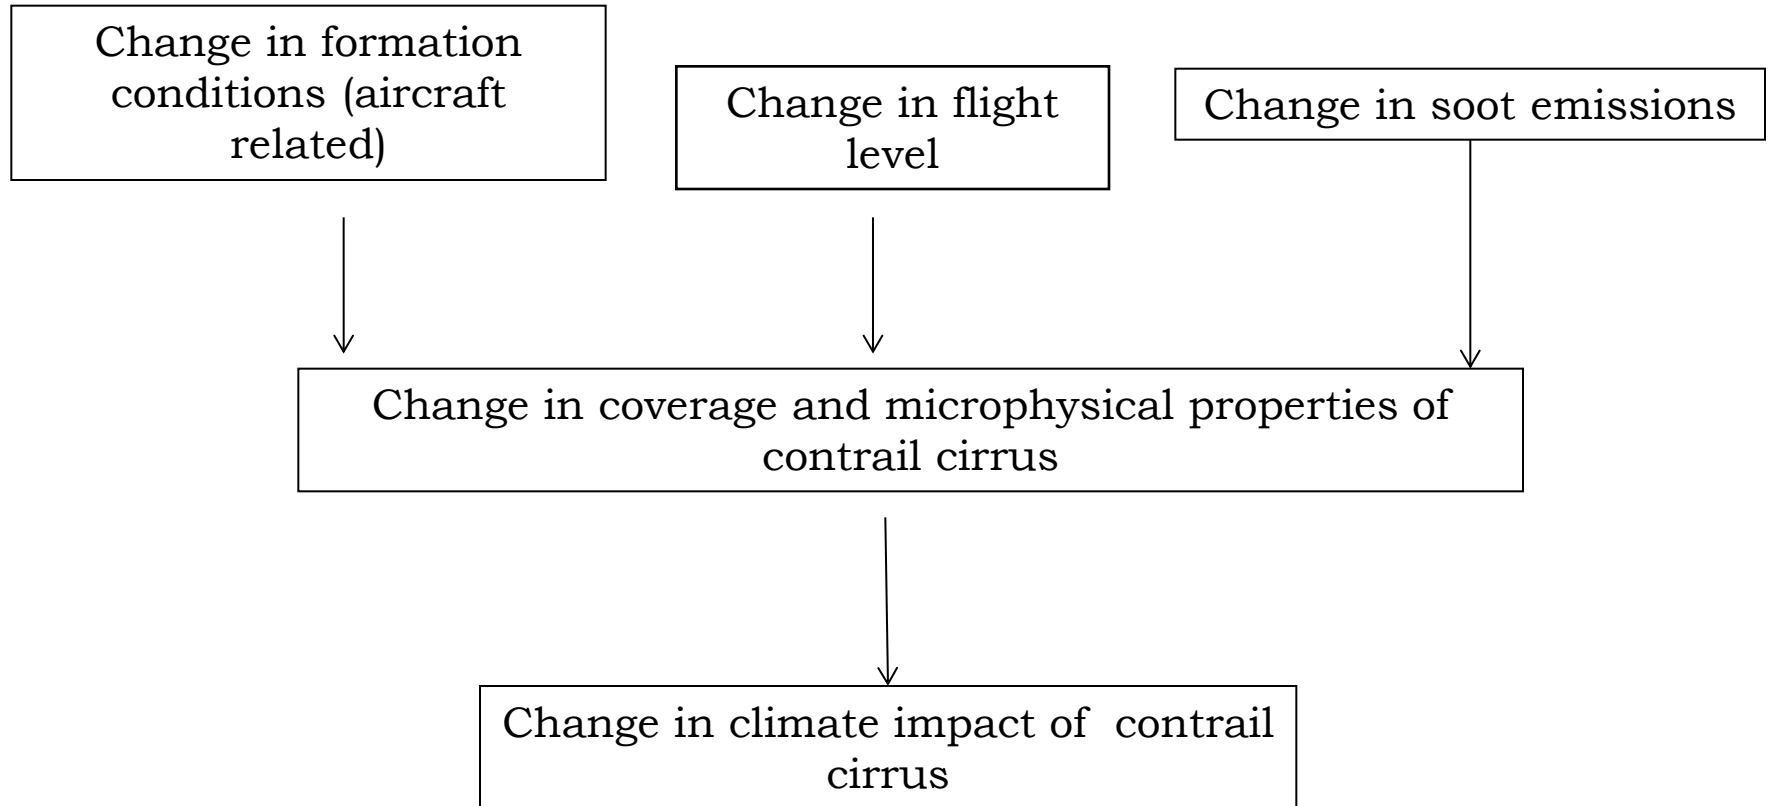 Change in formation
conditions (aircraft
related)
Change in flight
level
Change in soot emissions
Change in coverage and microphysical properties of
contrail cirrus
Change in climate impact of  contrail
cirrus